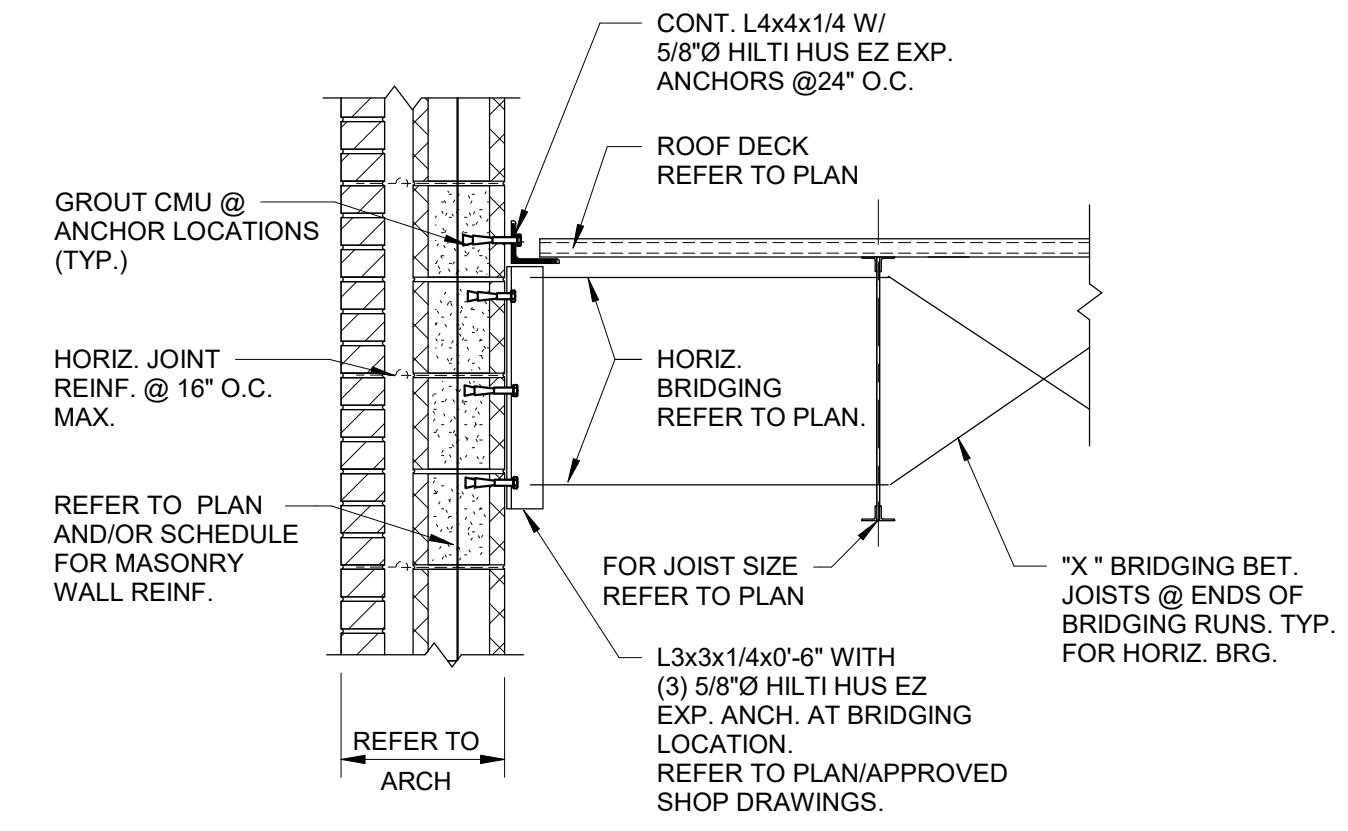 CONT. L4x4x1/4 W/
5/8"Ø HILTI HUS EZ EXP.
ANCHORS @24" O.C.
ROOF DECK
REFER TO PLAN
GROUT CMU @
ANCHOR LOCATIONS
(TYP.)
HORIZ. JOINT
REINF. @ 16" O.C.
MAX.
HORIZ.
BRIDGING
REFER TO PLAN.
REFER TO PLAN
AND/OR SCHEDULE
FOR MASONRY
WALL REINF.
FOR JOIST SIZE
REFER TO PLAN
"X " BRIDGING BET.
JOISTS @ ENDS OF
BRIDGING RUNS. TYP.
FOR HORIZ. BRG.
L3x3x1/4x0'-6" WITH
(3) 5/8"Ø HILTI HUS EZ
EXP. ANCH. AT BRIDGING
LOCATION.
REFER TO PLAN/APPROVED
SHOP DRAWINGS.
REFER TO
ARCH